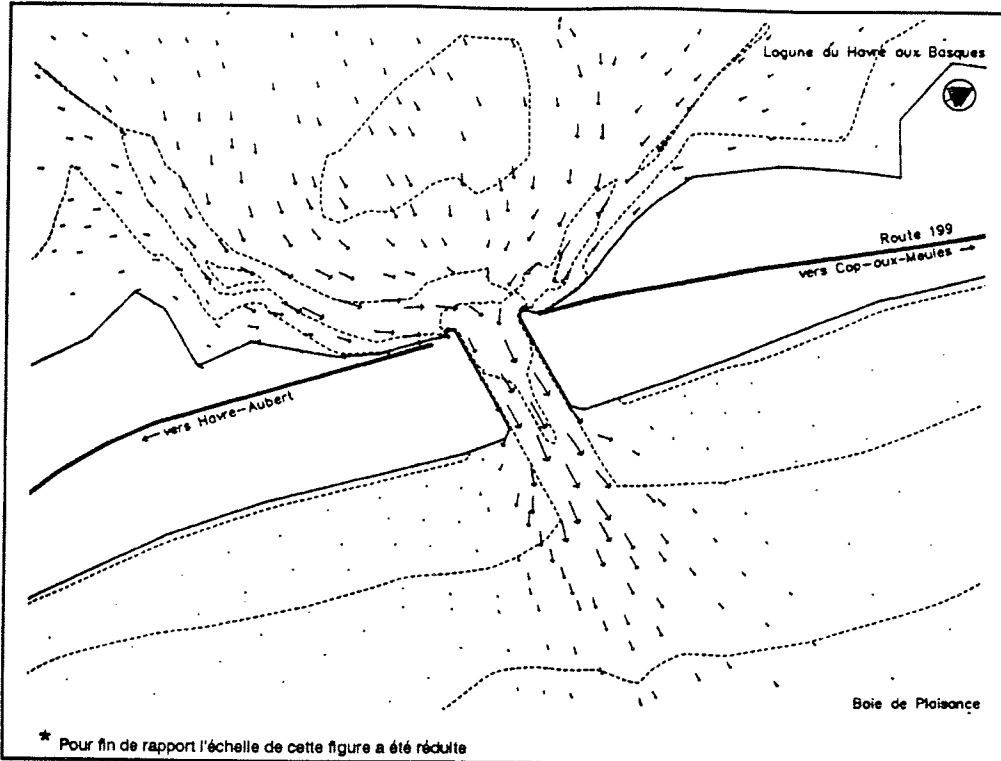 Lagune du Havre aux Basques
Route 199
vers Cap-aux-Meules →
← vers Havre-Aubert
Baie de Plaisance
* Pour fin de rapport l'échelle de cette figure a été réduite